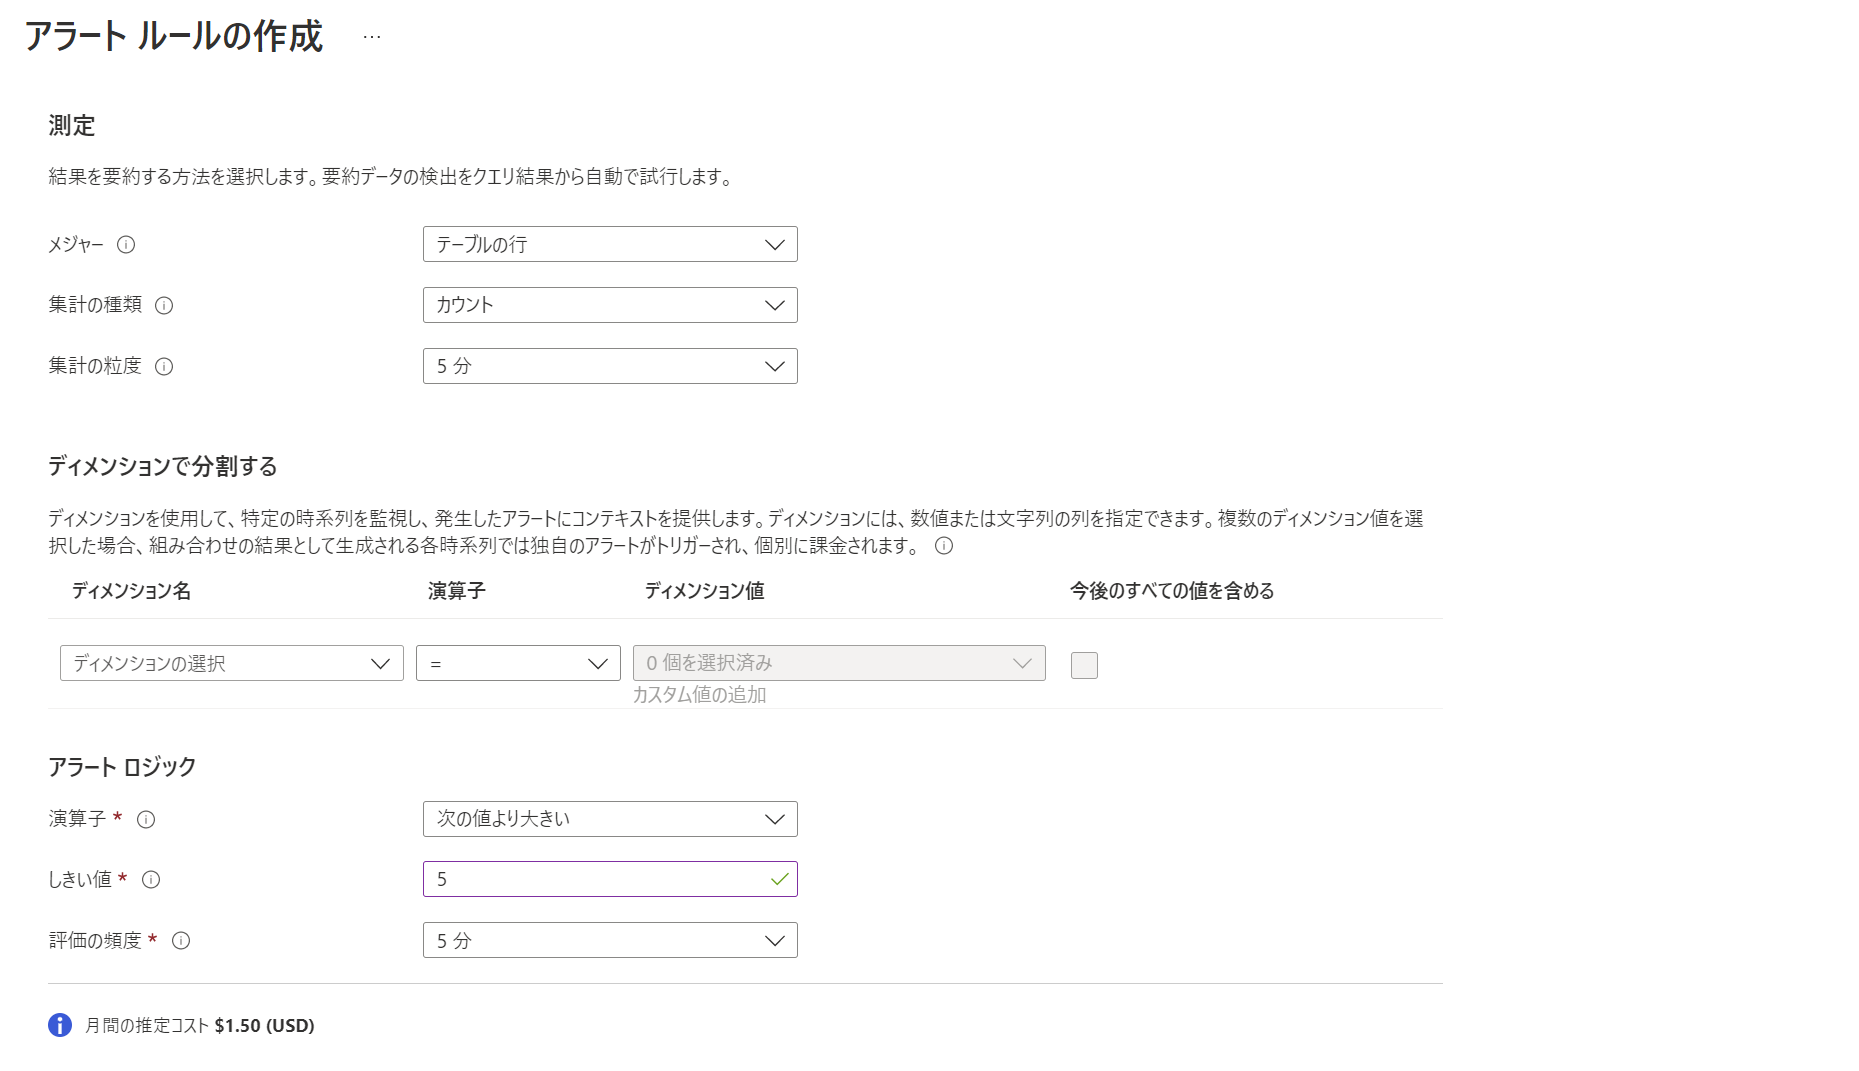 アラート ルールの作成 …
測定
結果を要約する方法を選択します。要約データの検出をクエリ結果から自動で試行します。
メジャー テーブルの行
集計の種類 カウント
集計の粒度 5 分
ディメンションで分割する
ディメンションを使用して、特定の時系列を監視し、発生したアラートにコンテキストを提供します。ディメンションには、数値または文字列の列を指定できます。複数のディメンション値を選
択した場合、組み合わせの結果として生成される各時系列では独自のアラートがトリガーされ、個別に課金されます。
ディメンション名 演算子 ディメンション値 今後のすべての値を含める
ディメンションの選択 = 0 個を選択済み
カスタム値の追加
アラート ロジック
演算子 * 次の値より大きい
しきい値 * 5
評価の頻度 * 5 分
月間の推定コスト $1.50 (USD)